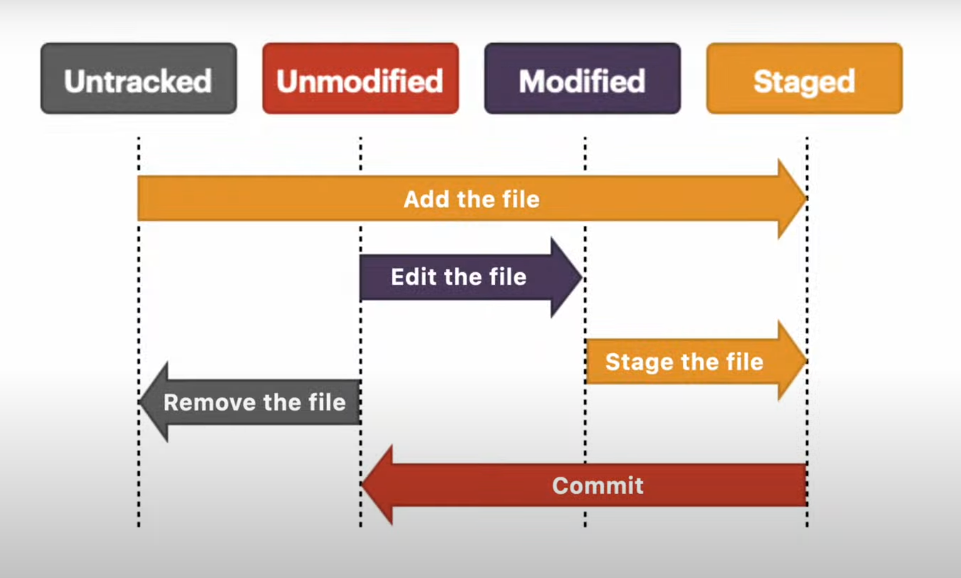 Untracked
Unmodified
Modified
Staged
Add the file
Edit the file
Stage the file
Remove the file
Commit